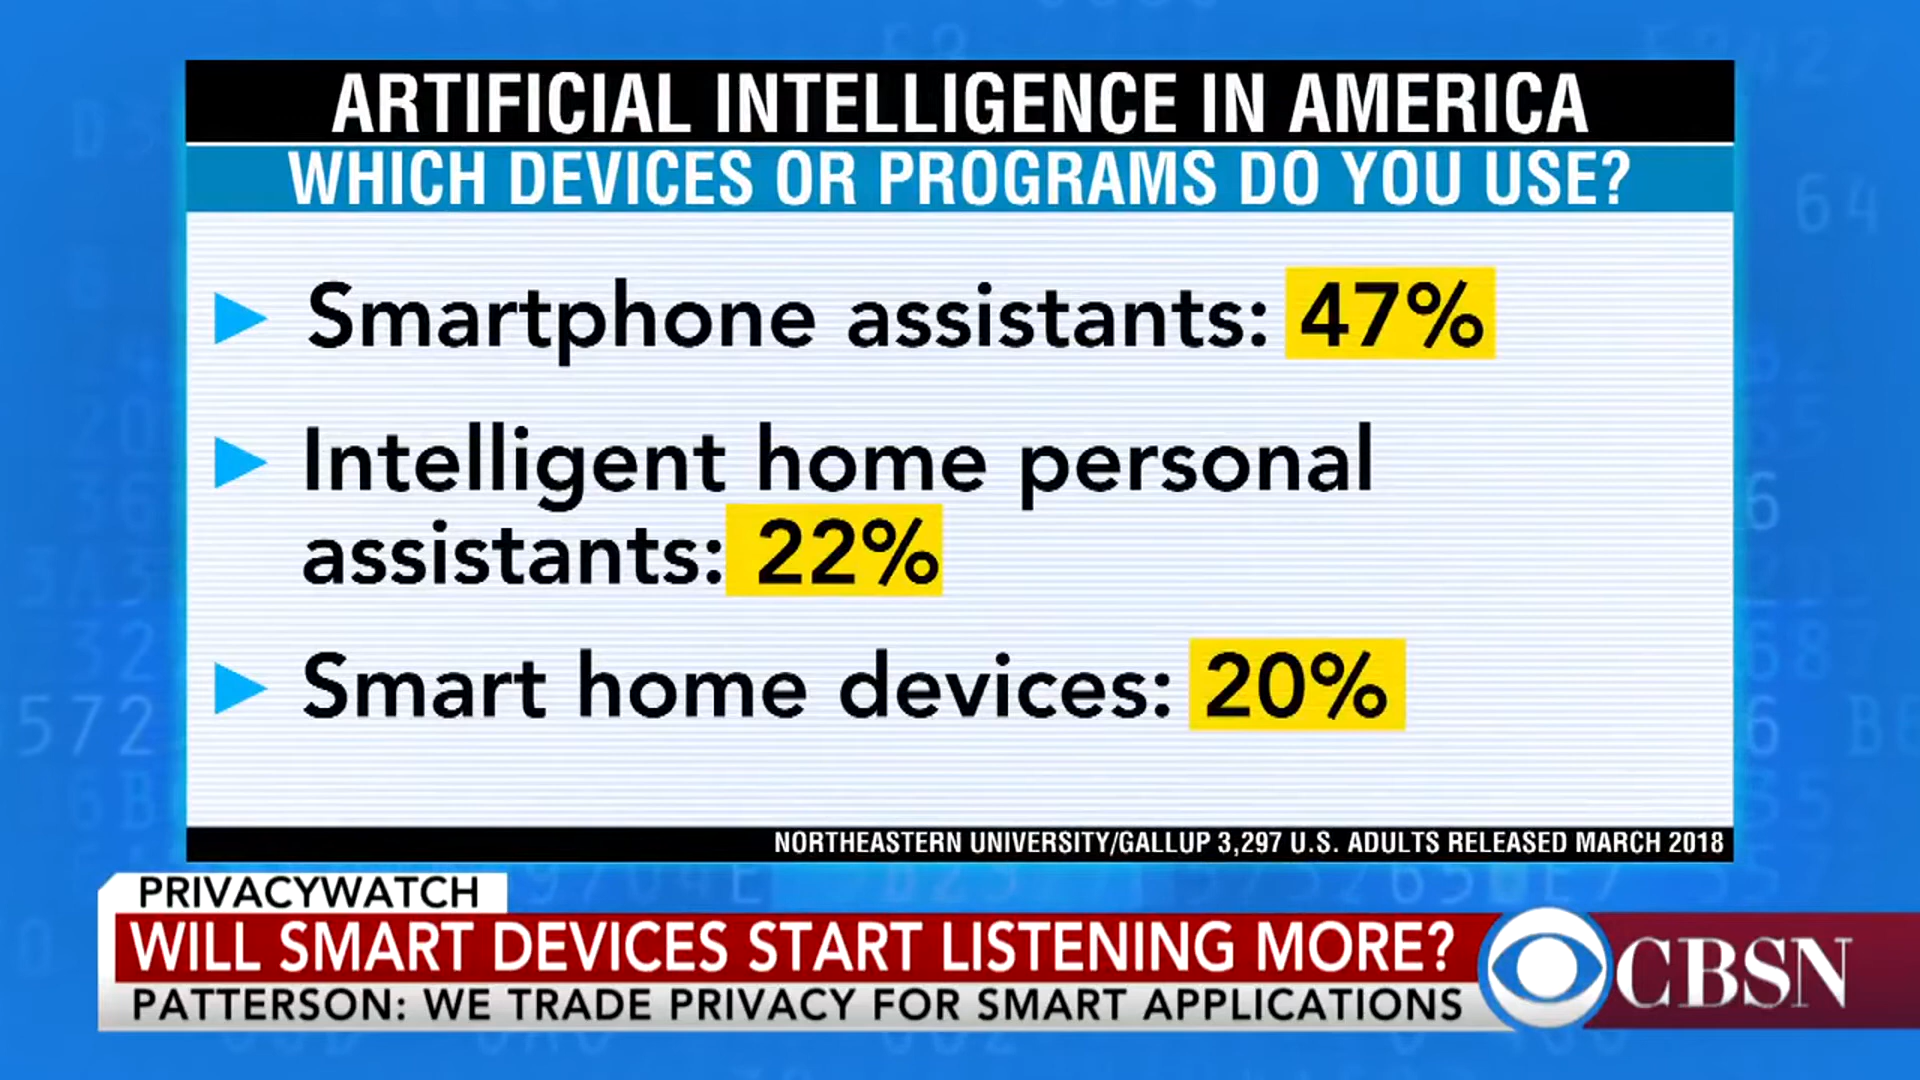 ARTIFICIAL INTELLIGENCE IN AMERICA
WHICH DEVICES OR PROGRAMS DO YOU USE?
Smartphone assistants: 47%
Intelligent home personal
assistants: 22%
Smart home devices: 20%
NORTHEASTERN UNIVERSITY/GALLUP 3,297 U.S. ADULTS RELEASED MARCH 2018
PRIVACYWATCH
WILL SMART DEVICES START LISTENING MORE?
PATTERSON: WE TRADE PRIVACY FOR SMART APPLICATIONS
CBSN